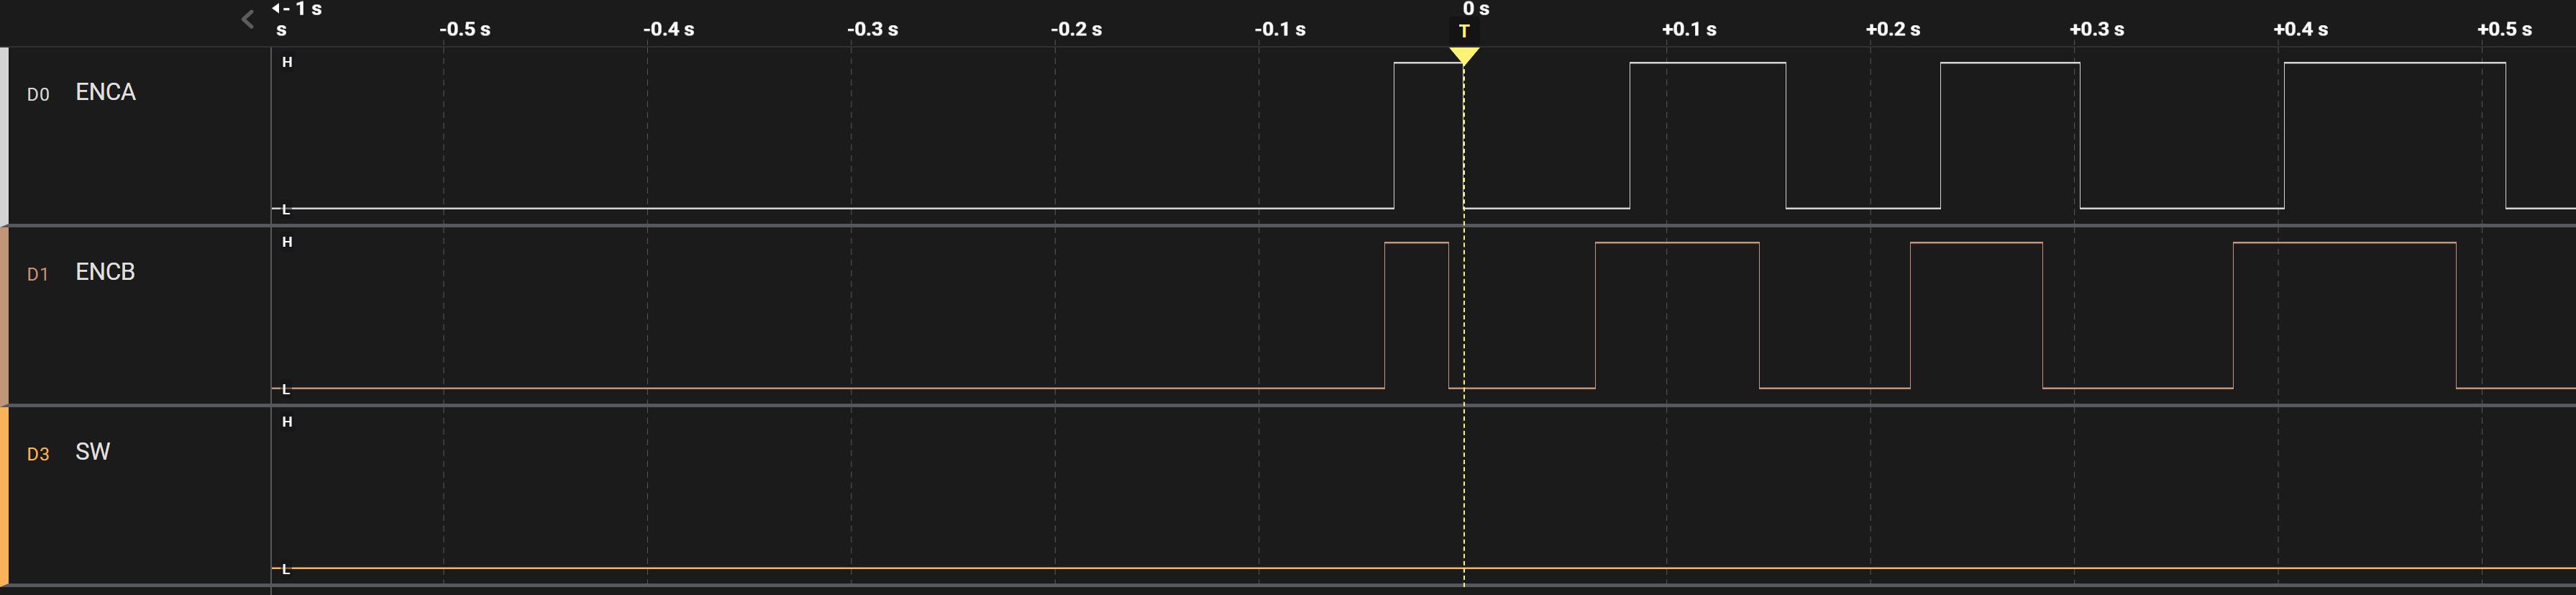 - 1 s
0 s
s
-0.5 s
-0.4 s
-0.3 s
-0.2 s
-0.1 s
T
+0.1 s
+0.2 s
+0.3 s
+0.4 s
+0.5 s
D0 ENCA
H
L
D1 ENCB
H
L
D3 SW
H
L